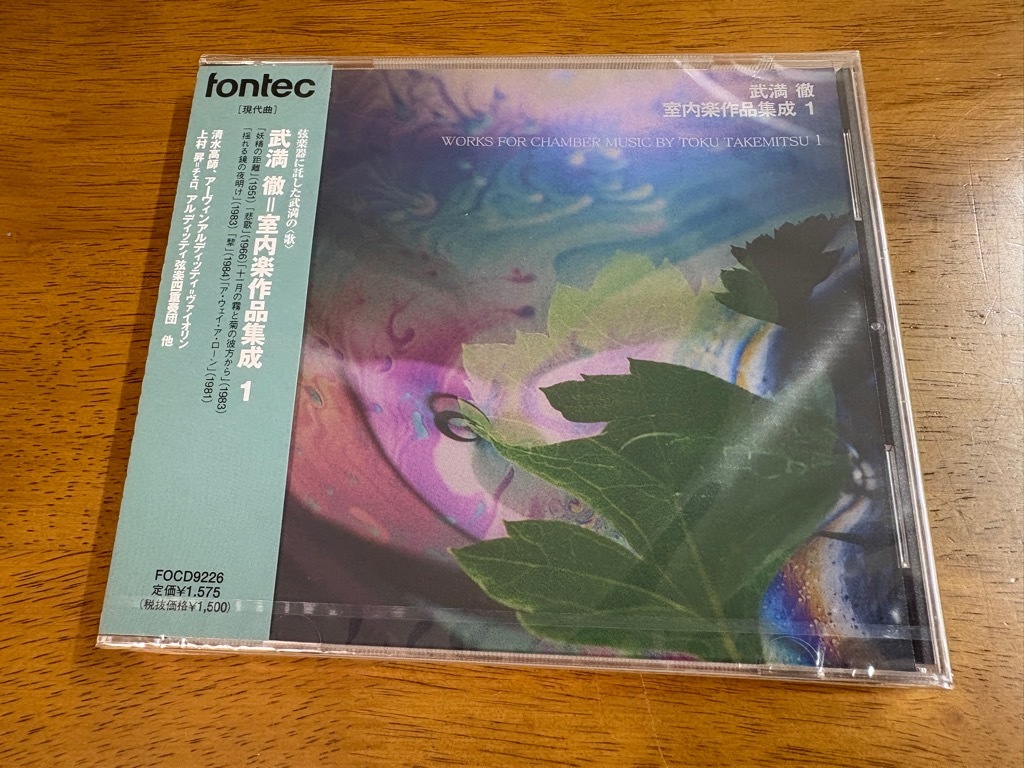 fontec
[現代曲]
弦楽器に託した武満の〈歌〉
武満 徹＝室内楽作品集成 1
「妖精の距離」(1951)「悲歌」(1966)「十一月の霧と菊の彼方から」(1983)
「揺れる鏡の夜明け」(1983)「犂」(1984)「ア・ウェイ・ア・ローン」(1981)
清水高師、アーヴィン・アルディッティ＝ヴァイオリン
上村 昇＝チェロ アルディッティ弦楽四重奏団 他
FOCD9226
定価¥1.575
(税抜価格¥1,500)
武満 徹
室内楽作品集成 1
WORKS FOR CHAMBER MUSIC BY TOKU TAKEMITSU 1